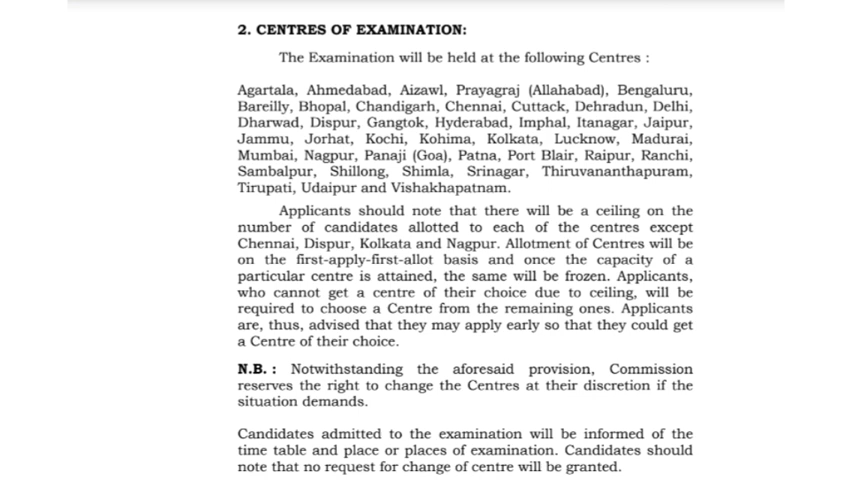 2. CENTRES OF EXAMINATION:
The Examination will be held at the following Centres :
Agartala, Ahmedabad, Aizawl, Prayagraj (Allahabad), Bengaluru,
Bareilly, Bhopal, Chandigarh, Chennai, Cuttack, Dehradun, Delhi,
Dharwad, Dispur, Gangtok, Hyderabad, Imphal, Itanagar, Jaipur,
Jammu, Jorhat, Kochi, Kohima, Kolkata, Lucknow, Madurai,
Mumbai, Nagpur, Panaji (Goa), Patna, Port Blair, Raipur, Ranchi,
Sambalpur, Shillong, Shimla, Srinagar, Thiruvananthapuram,
Tirupati, Udaipur and Vishakhapatnam.
Applicants should note that there will be a ceiling on the
number of candidates allotted to each of the centres except
Chennai, Dispur, Kolkata and Nagpur. Allotment of Centres will be
on the first-apply-first-allot basis and once the capacity of a
particular centre is attained, the same will be frozen. Applicants,
who cannot get a centre of their choice due to ceiling, will be
required to choose a Centre from the remaining ones. Applicants
are, thus, advised that they may apply early so that they could get
a Centre of their choice.
N.B. : Notwithstanding the aforesaid provision, Commission
reserves the right to change the Centres at their discretion if the
situation demands.
Candidates admitted to the examination will be informed of the
time table and place or places of examination. Candidates should
note that no request for change of centre will be granted.